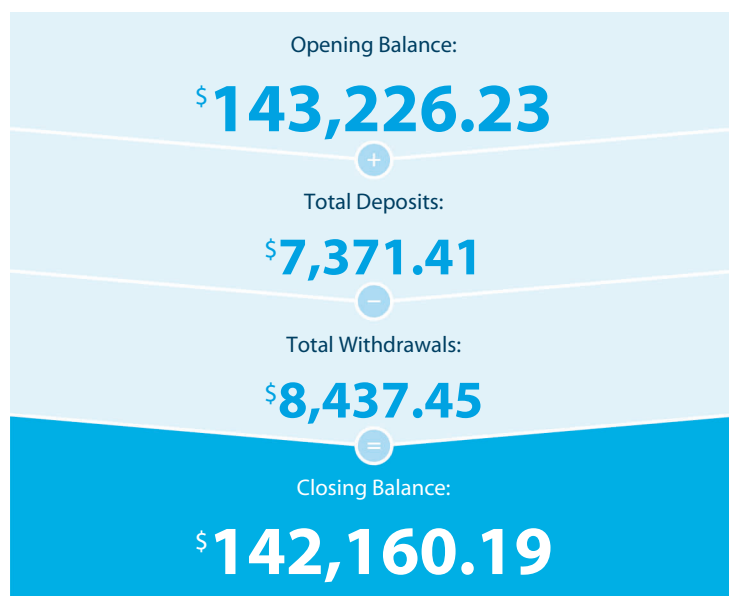 Opening Balance:
$143,226.23
+
Total Deposits:
$7,371.41
−
Total Withdrawals:
$8,437.45
=
Closing Balance:
$142,160.19